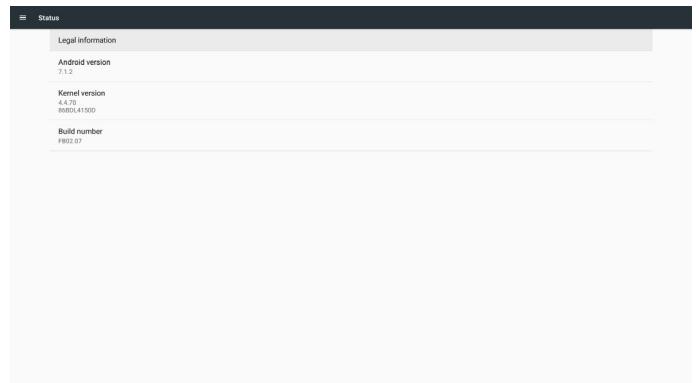 Status
Legal information
Android version
7.1.2
Kernel version
4.4.70
86BDL4150D
Build number
FB02.07